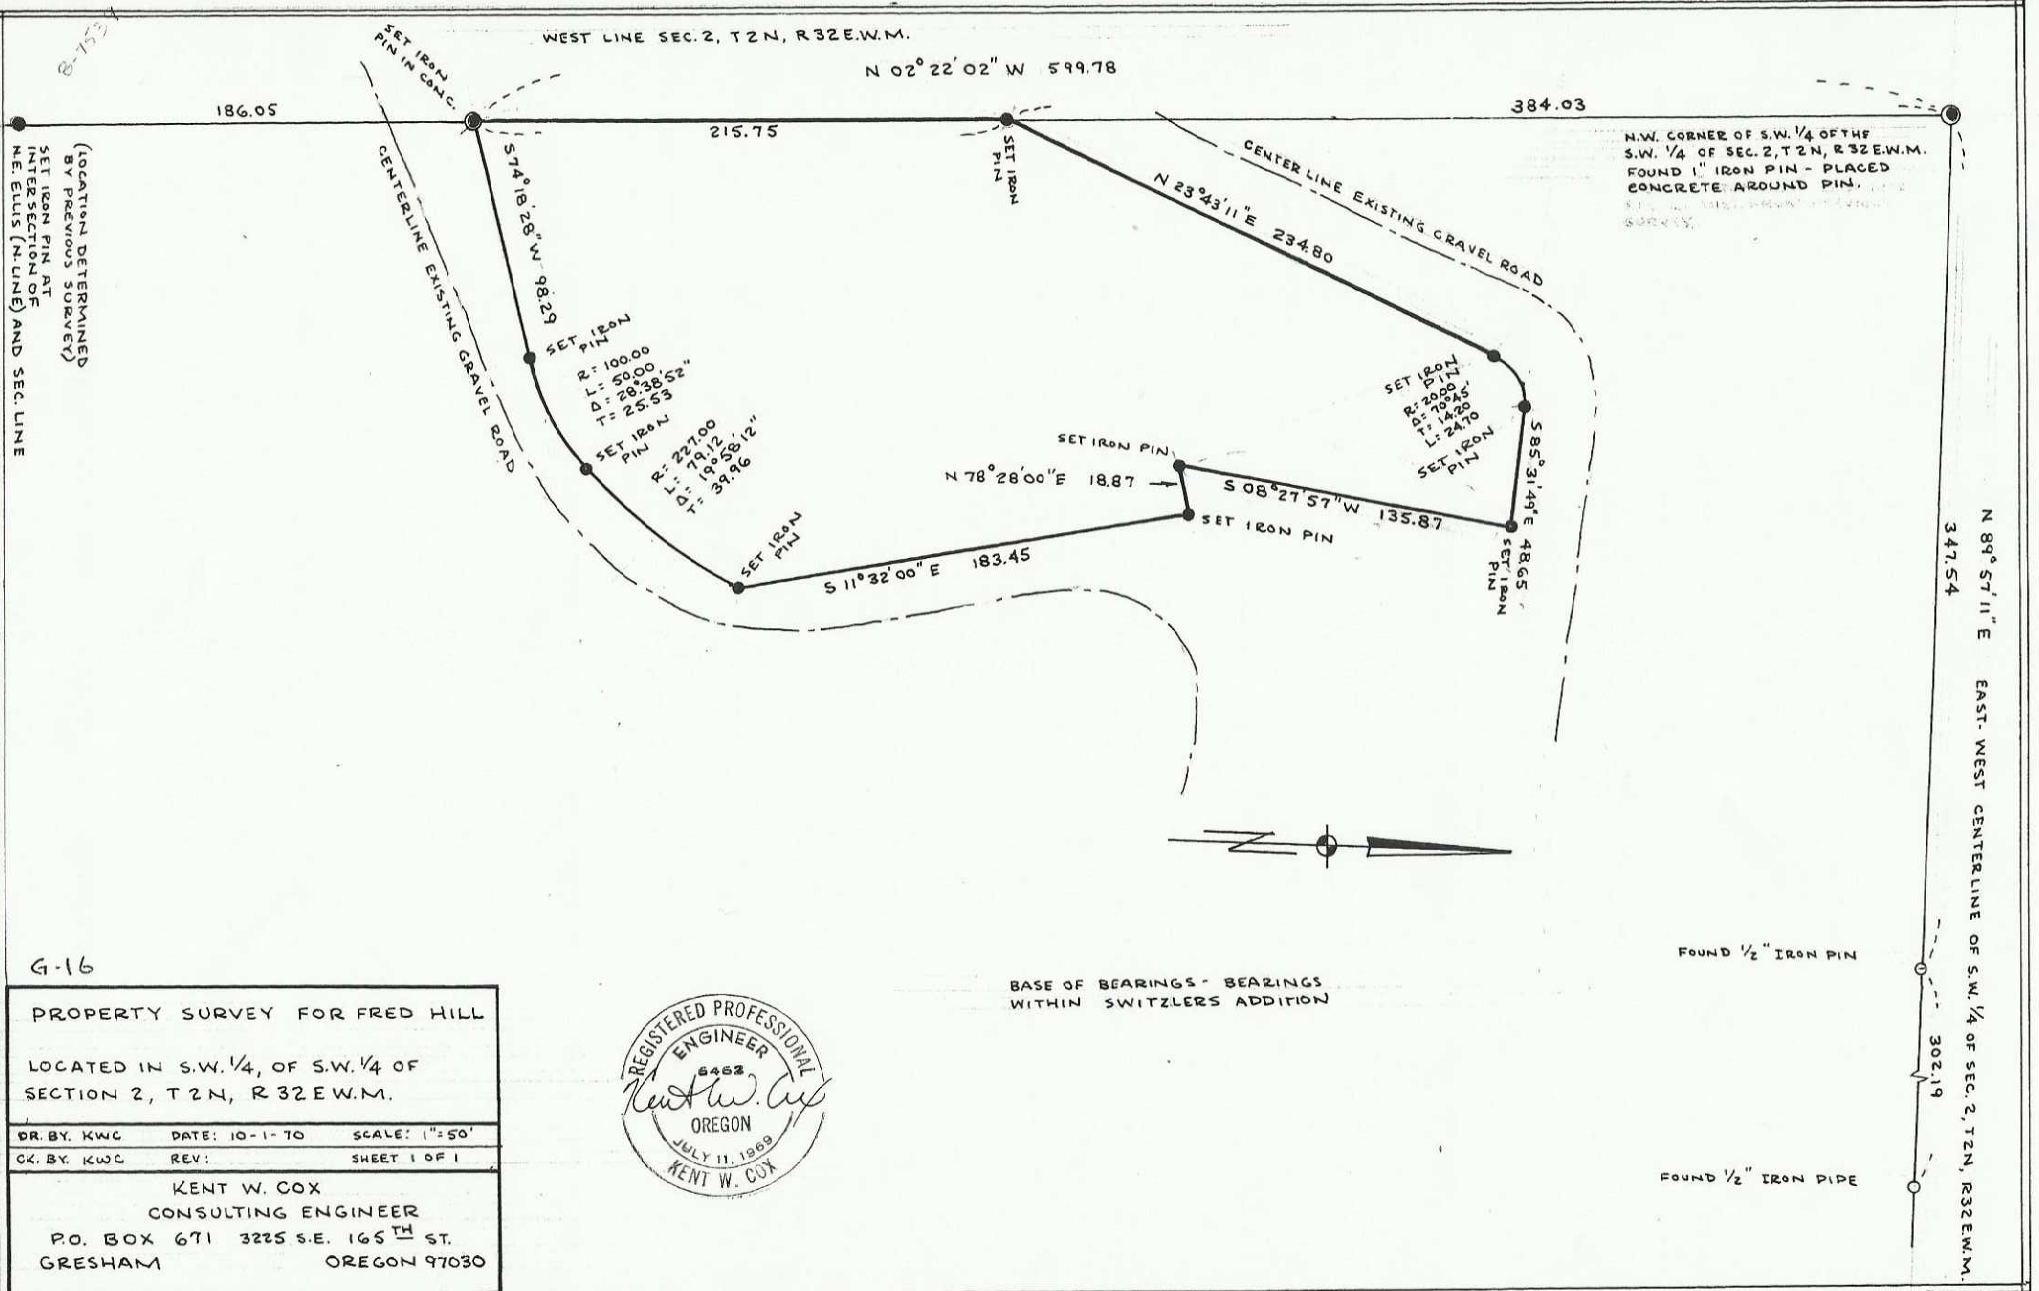 WEST LINE SEC. 2, T 2 N, R 32 E. W. M.
N 02° 22' 02" W 599.78
SET IRON
PIN IN CONC.
186.05
215.75
384.03
SET IRON
PIN
N.W. CORNER OF S.W. 1/4 OF THE
S.W. 1/4 OF SEC. 2, T 2 N, R 32 E.W.M.
FOUND 1" IRON PIN - PLACED
CONCRETE AROUND PIN.
(LOCATION DETERMINED
BY PREVIOUS SURVEY)
SET IRON PIN AT
INTERSECTION OF
N.E. ELLIS (N. LINE) AND SEC. LINE
CENTERLINE EXISTING GRAVEL ROAD
S 74° 18' 28" W 98.29
N 23° 43' 11" E 234.80
CENTER LINE EXISTING GRAVEL ROAD
SET IRON
PIN
R = 100.00
L = 50.00
Δ = 28° 38' 52"
T = 25.53
SET IRON
PIN
R = 227.00
L = 79.12
Δ = 19° 58' 12"
T = 39.96
SET IRON
PIN
SET IRON
PIN
R = 20.00
Δ = 70° 45'
T = 14.20
L = 24.70
SET IRON
PIN
SET IRON PIN
N 78° 28' 00" E 18.87
S 08° 27' 57" W 135.87
SET IRON PIN
S 85° 31' 49" E 48.65
SET IRON
PIN
S 11° 32' 00" E 183.45
347.54
N 89° 57' 11" E EAST-WEST CENTERLINE OF S.W. 1/4 OF SEC. 2, T2N, R32E.W.M.
FOUND 1/2" IRON PIN
302.19
FOUND 1/2" IRON PIPE
BASE OF BEARINGS - BEARINGS
WITHIN SWITZLERS ADDITION
REGISTERED PROFESSIONAL
ENGINEER
6462
Kent W. Cox
OREGON
JULY 11, 1969
KENT W. COX
G-16
PROPERTY SURVEY FOR FRED HILL
LOCATED IN S.W. 1/4, OF S.W. 1/4 OF
SECTION 2, T 2 N, R 32 E W.M.
DR. BY. KWC DATE: 10-1-70 SCALE: 1"=50'
CK. BY. KWC REV: SHEET 1 OF 1
KENT W. COX
CONSULTING ENGINEER
P.O. BOX 671 3225 S.E. 165TH ST.
GRESHAM OREGON 97030